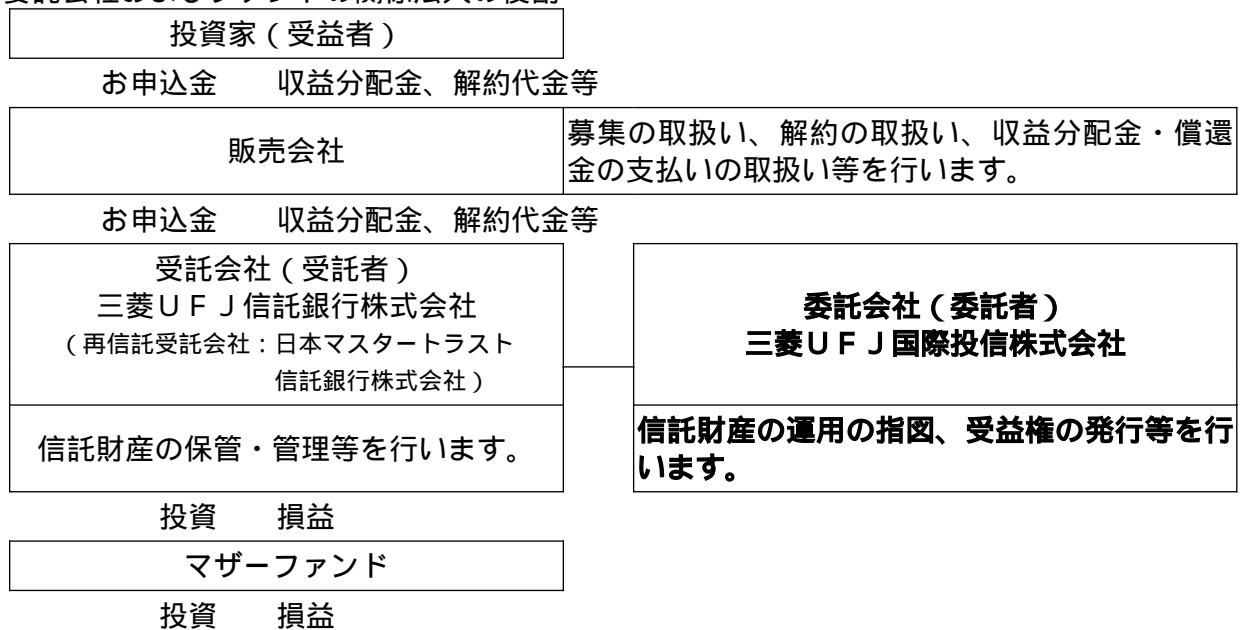 委託会社およびファンドの関係法人の役割
投資家（受益者）
お申込金　収益分配金、解約代金等
販売会社
募集の取扱い、解約の取扱い、収益分配金・償還
金の支払いの取扱い等を行います。
お申込金　収益分配金、解約代金等
受託会社（受託者）
三菱ＵＦＪ信託銀行株式会社
（再信託受託会社：日本マスタートラスト
信託銀行株式会社）
委託会社（委託者）
三菱ＵＦＪ国際投信株式会社
信託財産の保管・管理等を行います。
信託財産の運用の指図、受益権の発行等を行
います。
投資　損益
マザーファンド
投資　損益